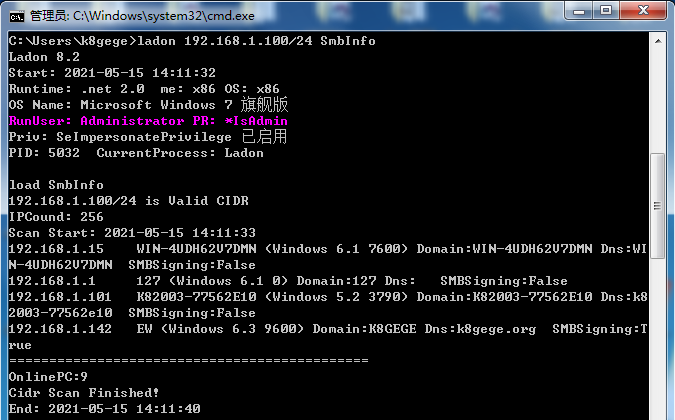 管理员: C:\Windows\system32\cmd.exe
C:\Users\k8gege>ladon 192.168.1.100/24 SmbInfo
Ladon 8.2
Start: 2021-05-15 14:11:32
Runtime: .net 2.0  me: x86 OS: x86
OS Name: Microsoft Windows 7 旗舰版
RunUser: Administrator PR: *IsAdmin
Priv: SeImpersonatePrivilege 已启用
PID: 5032  CurrentProcess: Ladon
load SmbInfo
192.168.1.100/24 is Valid CIDR
IPCound: 256
Scan Start: 2021-05-15 14:11:33
192.168.1.15    WIN-4UDH62V7DMN (Windows 6.1 7600) Domain:WIN-4UDH62V7DMN Dns:WI
N-4UDH62V7DMN  SMBSigning:False
192.168.1.1     127 (Windows 6.1 0) Domain:127 Dns:   SMBSigning:False
192.168.1.101   K82003-77562E10 (Windows 5.2 3790) Domain:K82003-77562E10 Dns:k8
2003-77562e10  SMBSigning:False
192.168.1.142   EW (Windows 6.3 9600) Domain:K8GEGE Dns:k8gege.org  SMBSigning:T
rue
=============================================
OnlinePC:9
Cidr Scan Finished!
End: 2021-05-15 14:11:40